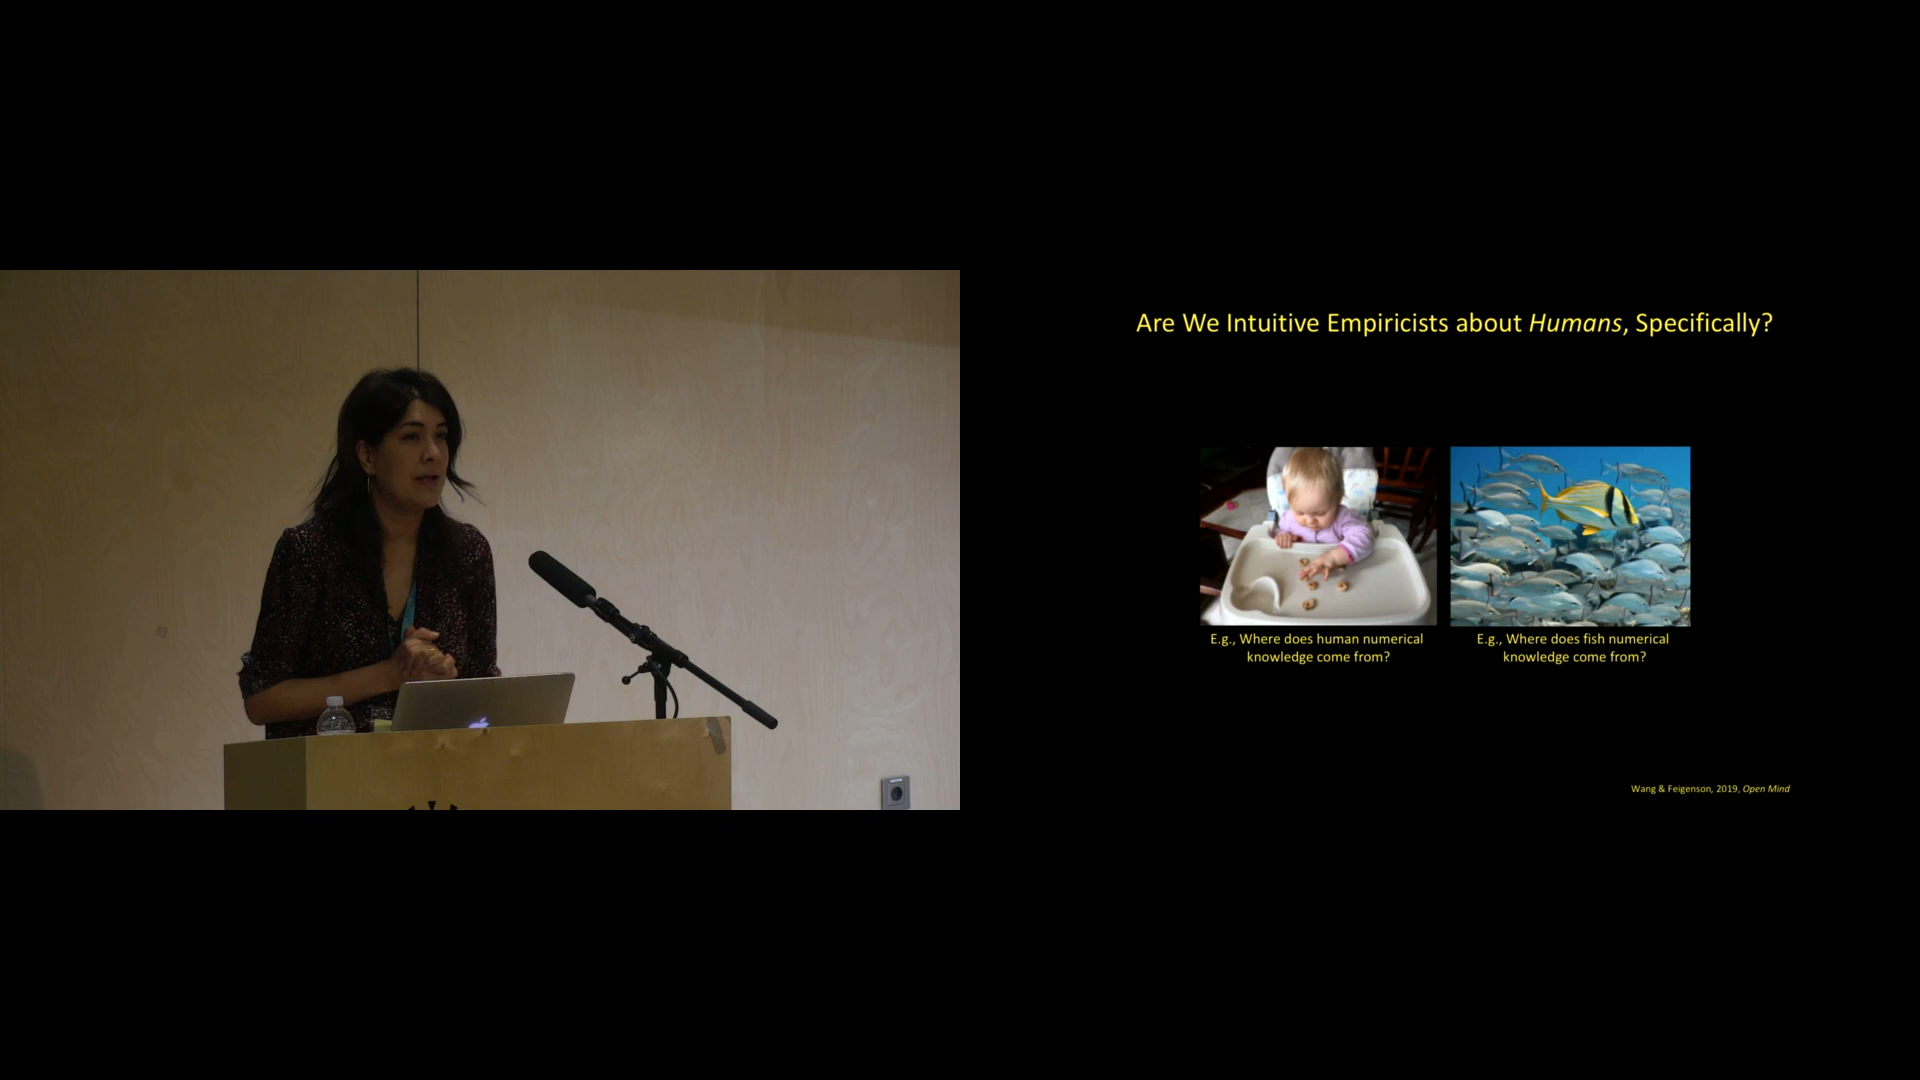 Are We Intuitive Empiricists about Humans, Specifically?
E.g., Where does human numerical
knowledge come from?
E.g., Where does fish numerical
knowledge come from?
Wang & Feigenson, 2019, Open Mind